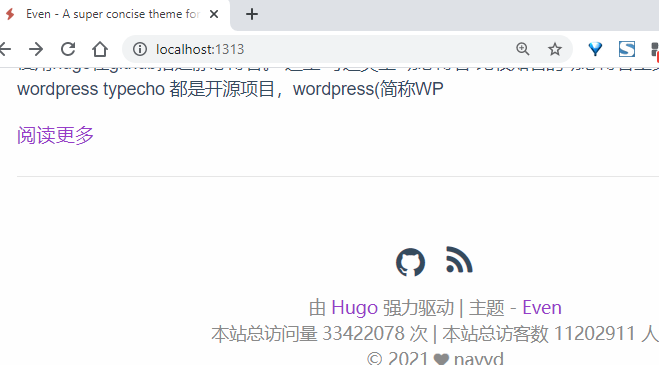 Even - A super concise theme for
localhost:1313
wordpress typecho 都是开源项目，wordpress(简称WP
阅读更多
由 Hugo 强力驱动 | 主题 - Even
本站总访问量 33422078 次 | 本站总访客数 11202911 人
© 2021 navyd